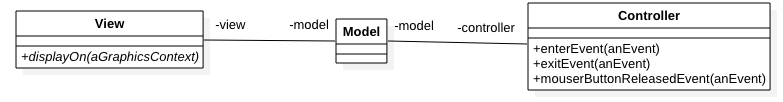 View
+displayOn(aGraphicsContext)
-view
-model
Model
-model
-controller
Controller
+enterEvent(anEvent)
+exitEvent(anEvent)
+mouserButtonReleasedEvent(anEvent)